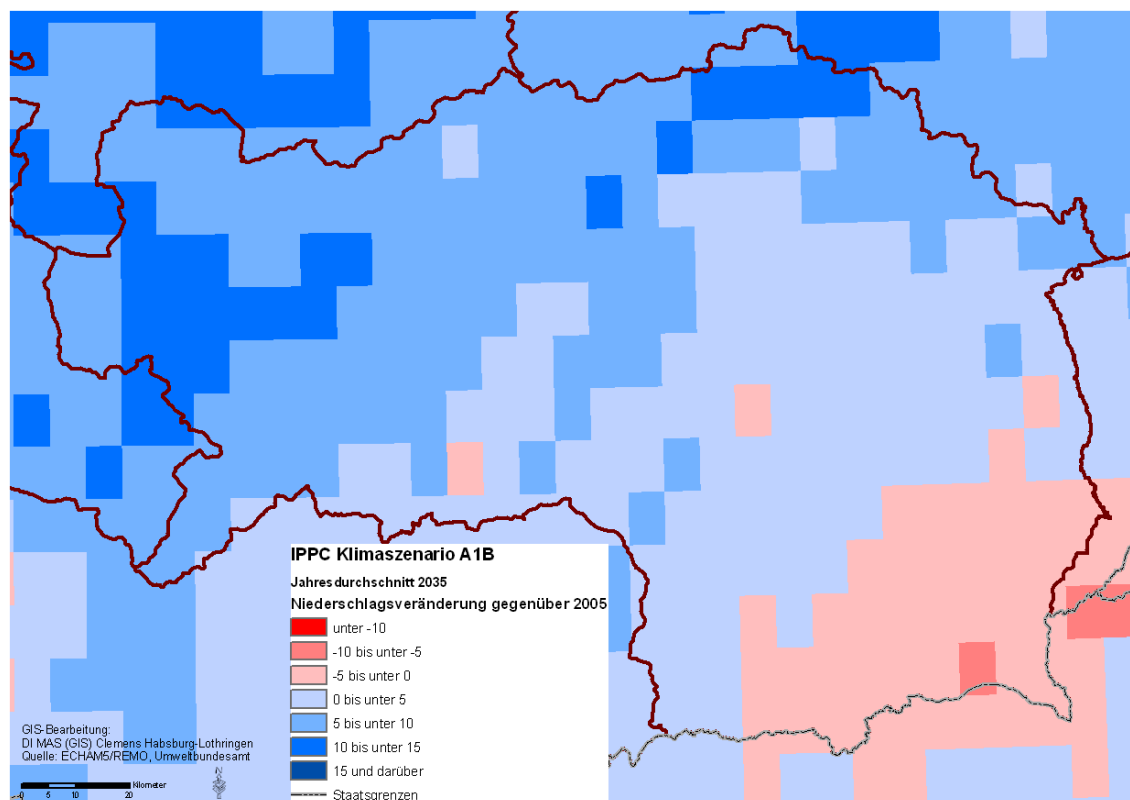 IPPC Klimaszenario A1B
Jahresdurchschnitt 2035
Niederschlagsveränderung gegenüber 2005
unter -10
-10 bis unter -5
-5 bis unter 0
0 bis unter 5
5 bis unter 10
10 bis unter 15
15 und darüber
Staatsgrenzen
GIS-Bearbeitung:
DI MAS (GIS) Clemens Habsburg-Lothringen
Quelle: ECHAM5/REMO, Umweltbundesamt
Kilometer
0 5 10 20
N